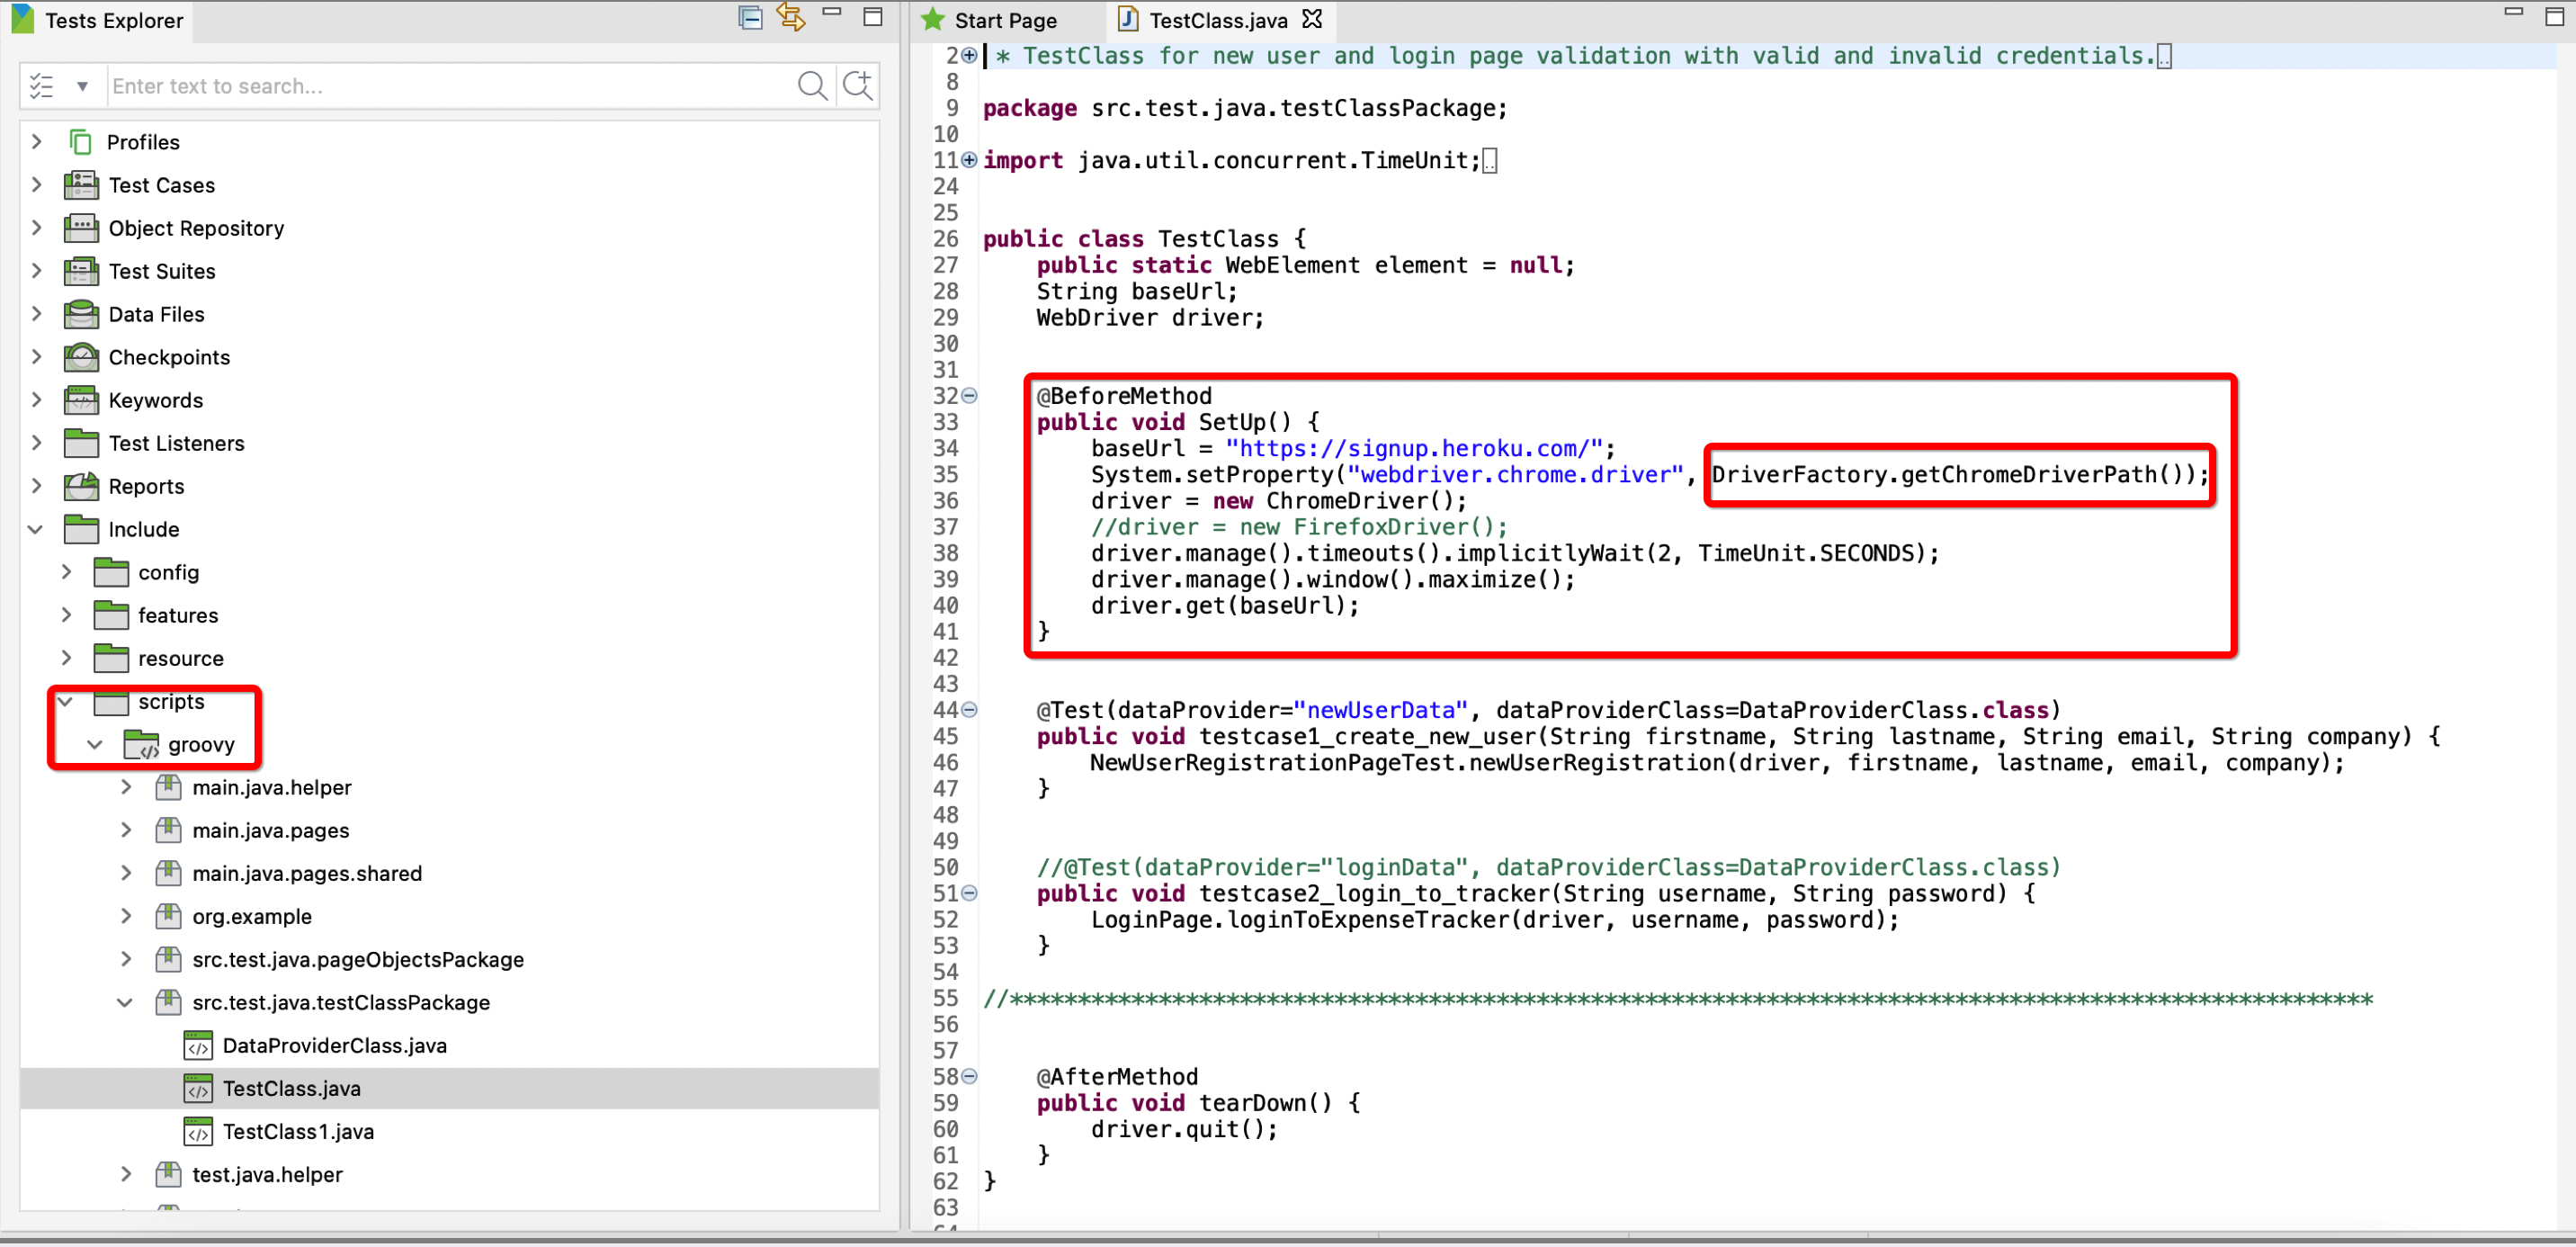 Tests Explorer
Enter text to search...
Profiles
Test Cases
Object Repository
Test Suites
Data Files
Checkpoints
Keywords
Test Listeners
Reports
Include
config
features
resource
scripts
groovy
main.java.helper
main.java.pages
main.java.pages.shared
org.example
src.test.java.pageObjectsPackage
src.test.java.testClassPackage
DataProviderClass.java
TestClass.java
TestClass1.java
test.java.helper
Start Page
TestClass.java
2 * TestClass for new user and login page validation with valid and invalid credentials...
8
9 package src.test.java.testClassPackage;
10
11 import java.util.concurrent.TimeUnit;..
24
25
26 public class TestClass {
27     public static WebElement element = null;
28     String baseUrl;
29     WebDriver driver;
30
31
32     @BeforeMethod
33     public void SetUp() {
34         baseUrl = "https://signup.heroku.com/";
35         System.setProperty("webdriver.chrome.driver", DriverFactory.getChromeDriverPath());
36         driver = new ChromeDriver();
37         //driver = new FirefoxDriver();
38         driver.manage().timeouts().implicitlyWait(2, TimeUnit.SECONDS);
39         driver.manage().window().maximize();
40         driver.get(baseUrl);
41     }
42
43
44     @Test(dataProvider="newUserData", dataProviderClass=DataProviderClass.class)
45     public void testcase1_create_new_user(String firstname, String lastname, String email, String company) {
46         NewUserRegistrationPageTest.newUserRegistration(driver, firstname, lastname, email, company);
47     }
48
49
50     //@Test(dataProvider="loginData", dataProviderClass=DataProviderClass.class)
51     public void testcase2_login_to_tracker(String username, String password) {
52         LoginPage.loginToExpenseTracker(driver, username, password);
53     }
54
55 //*****************************************************************************************************
56
57
58     @AfterMethod
59     public void tearDown() {
60         driver.quit();
61     }
62 }
63